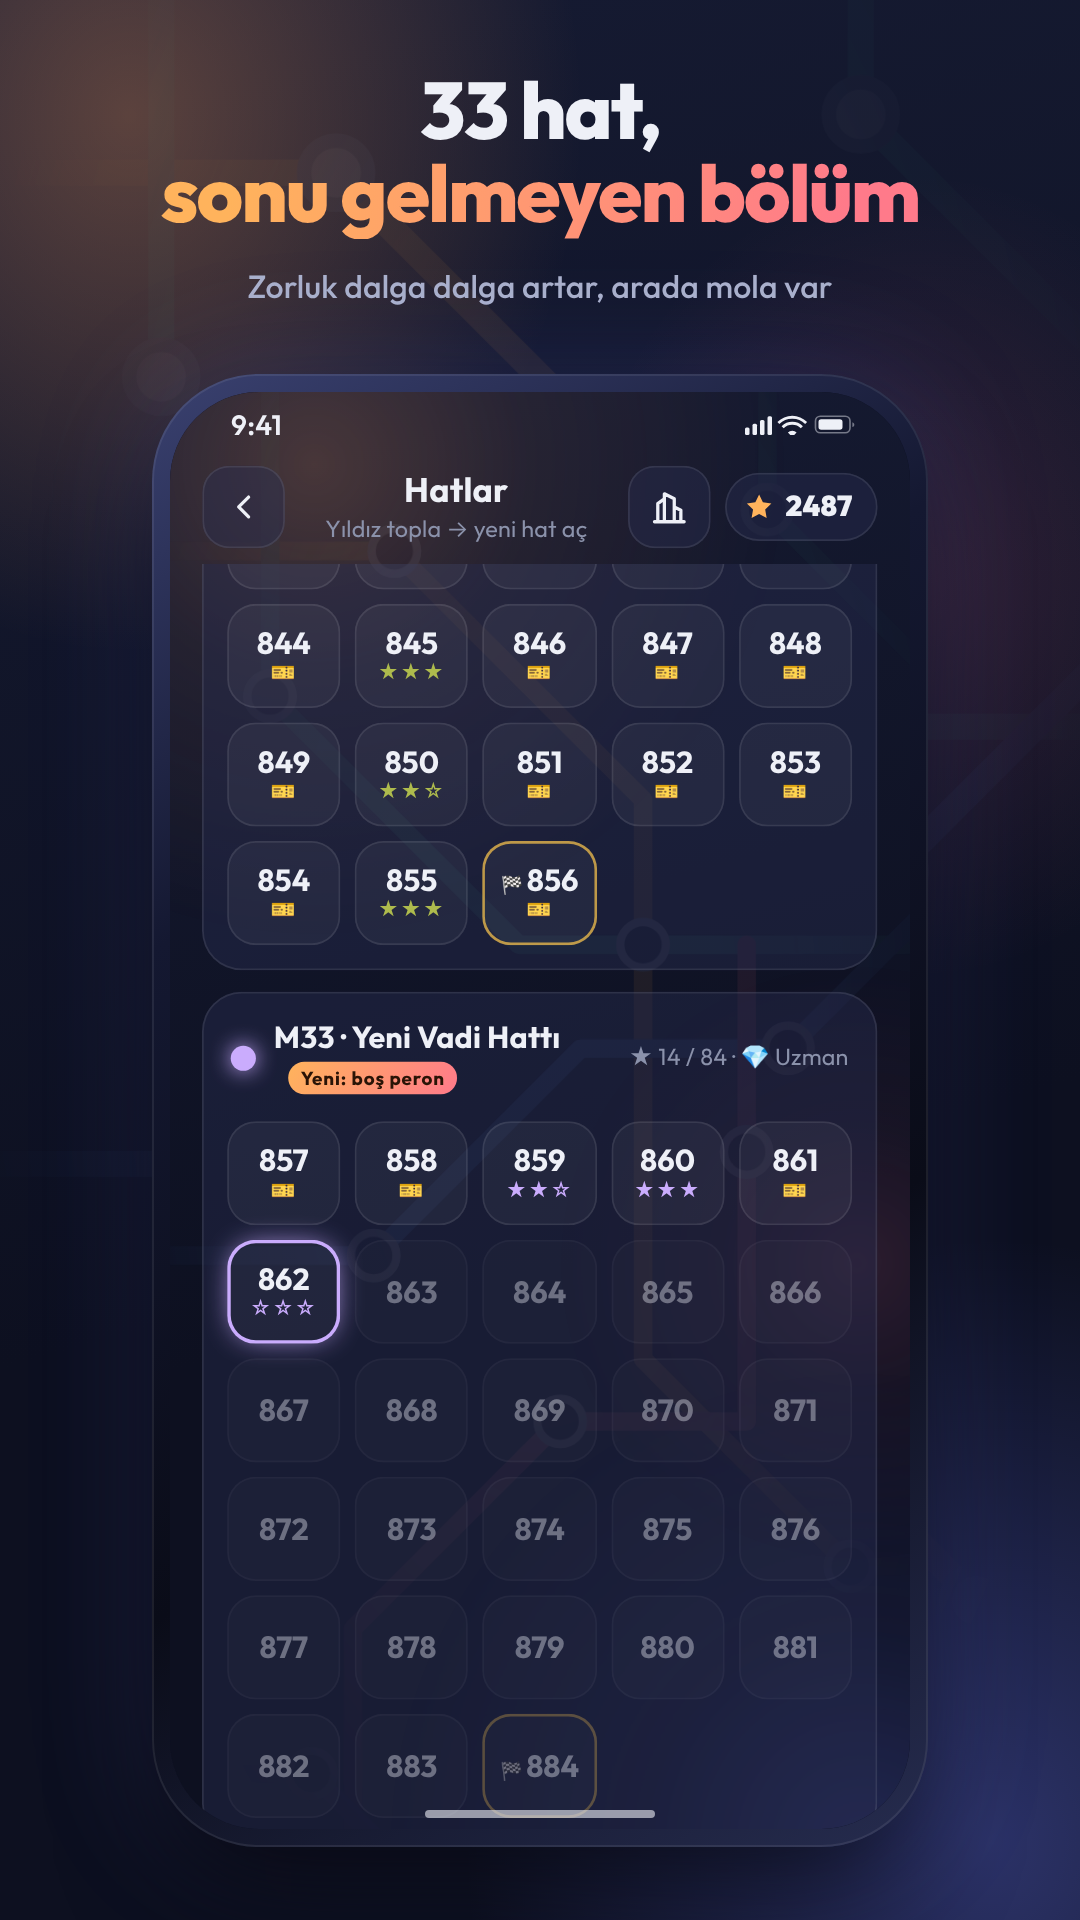 33 hat,
sonu gelmeyen bölüm
Zorluk dalga dalga artar, arada mola var
9:41
Hatlar
Yıldız topla → yeni hat aç
★ 2487
844 845 846 847 848
★★★
849 850 851 852 853
★★☆
854 855 856
★★★
M33 · Yeni Vadi Hattı
Yeni: boş peron
★ 14 / 84 · 💎 Uzman
857 858 859 860 861
★★☆ ★★★
862 863 864 865 866
☆☆☆
867 868 869 870 871
872 873 874 875 876
877 878 879 880 881
882 883 884